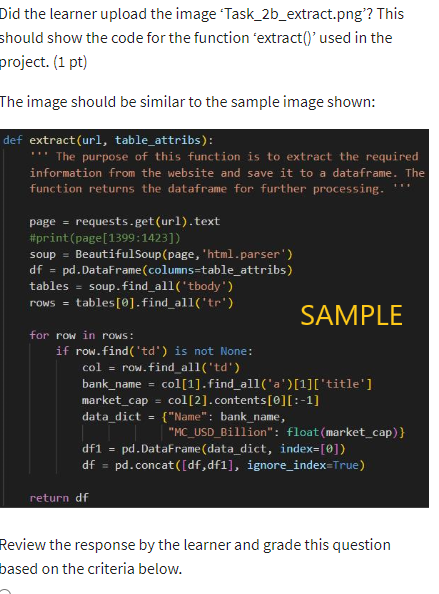 Did the learner upload the image ‘Task_2b_extract.png’? This
should show the code for the function ‘extract()’ used in the
project. (1 pt)
The image should be similar to the sample image shown:
def extract(url, table_attribs):
    ''' The purpose of this function is to extract the required
    information from the website and save it to a dataframe. The
    function returns the dataframe for further processing. '''
    page = requests.get(url).text
    #print(page[1399:1423])
    soup = BeautifulSoup(page,'html.parser')
    df = pd.DataFrame(columns=table_attribs)
    tables = soup.find_all('tbody')
    rows = tables[0].find_all('tr')
SAMPLE
    for row in rows:
        if row.find('td') is not None:
            col = row.find_all('td')
            bank_name = col[1].find_all('a')[1]['title']
            market_cap = col[2].contents[0][:-1]
            data_dict = {"Name": bank_name,
                         "MC_USD_Billion": float(market_cap)}
            df1 = pd.DataFrame(data_dict, index=[0])
            df = pd.concat([df,df1], ignore_index=True)
    return df
Review the response by the learner and grade this question
based on the criteria below.